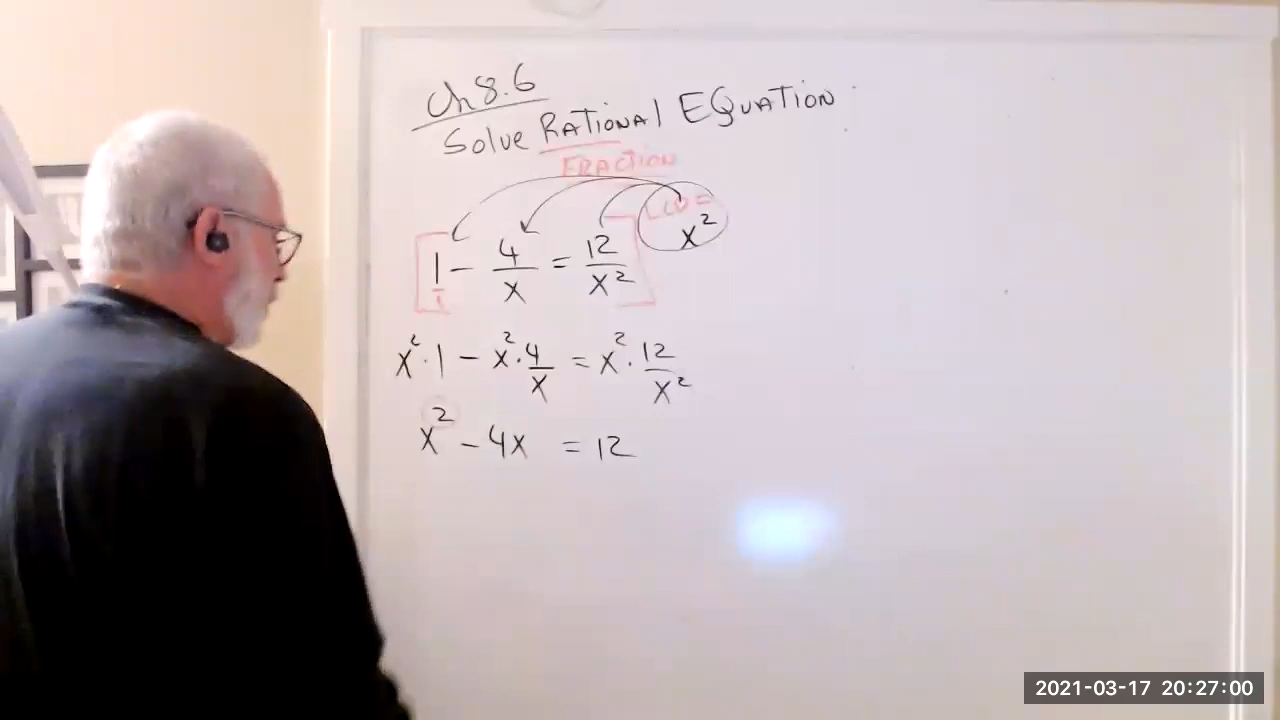 Ch 8.6
Solve RATIONAl EQUATION
FRACTION
LCD =
x²
1/1 - 4/x = 12/x²
x² · 1 - x² · 4/x = x² · 12/x²
x² - 4x = 12
2021-03-17 20:27:00